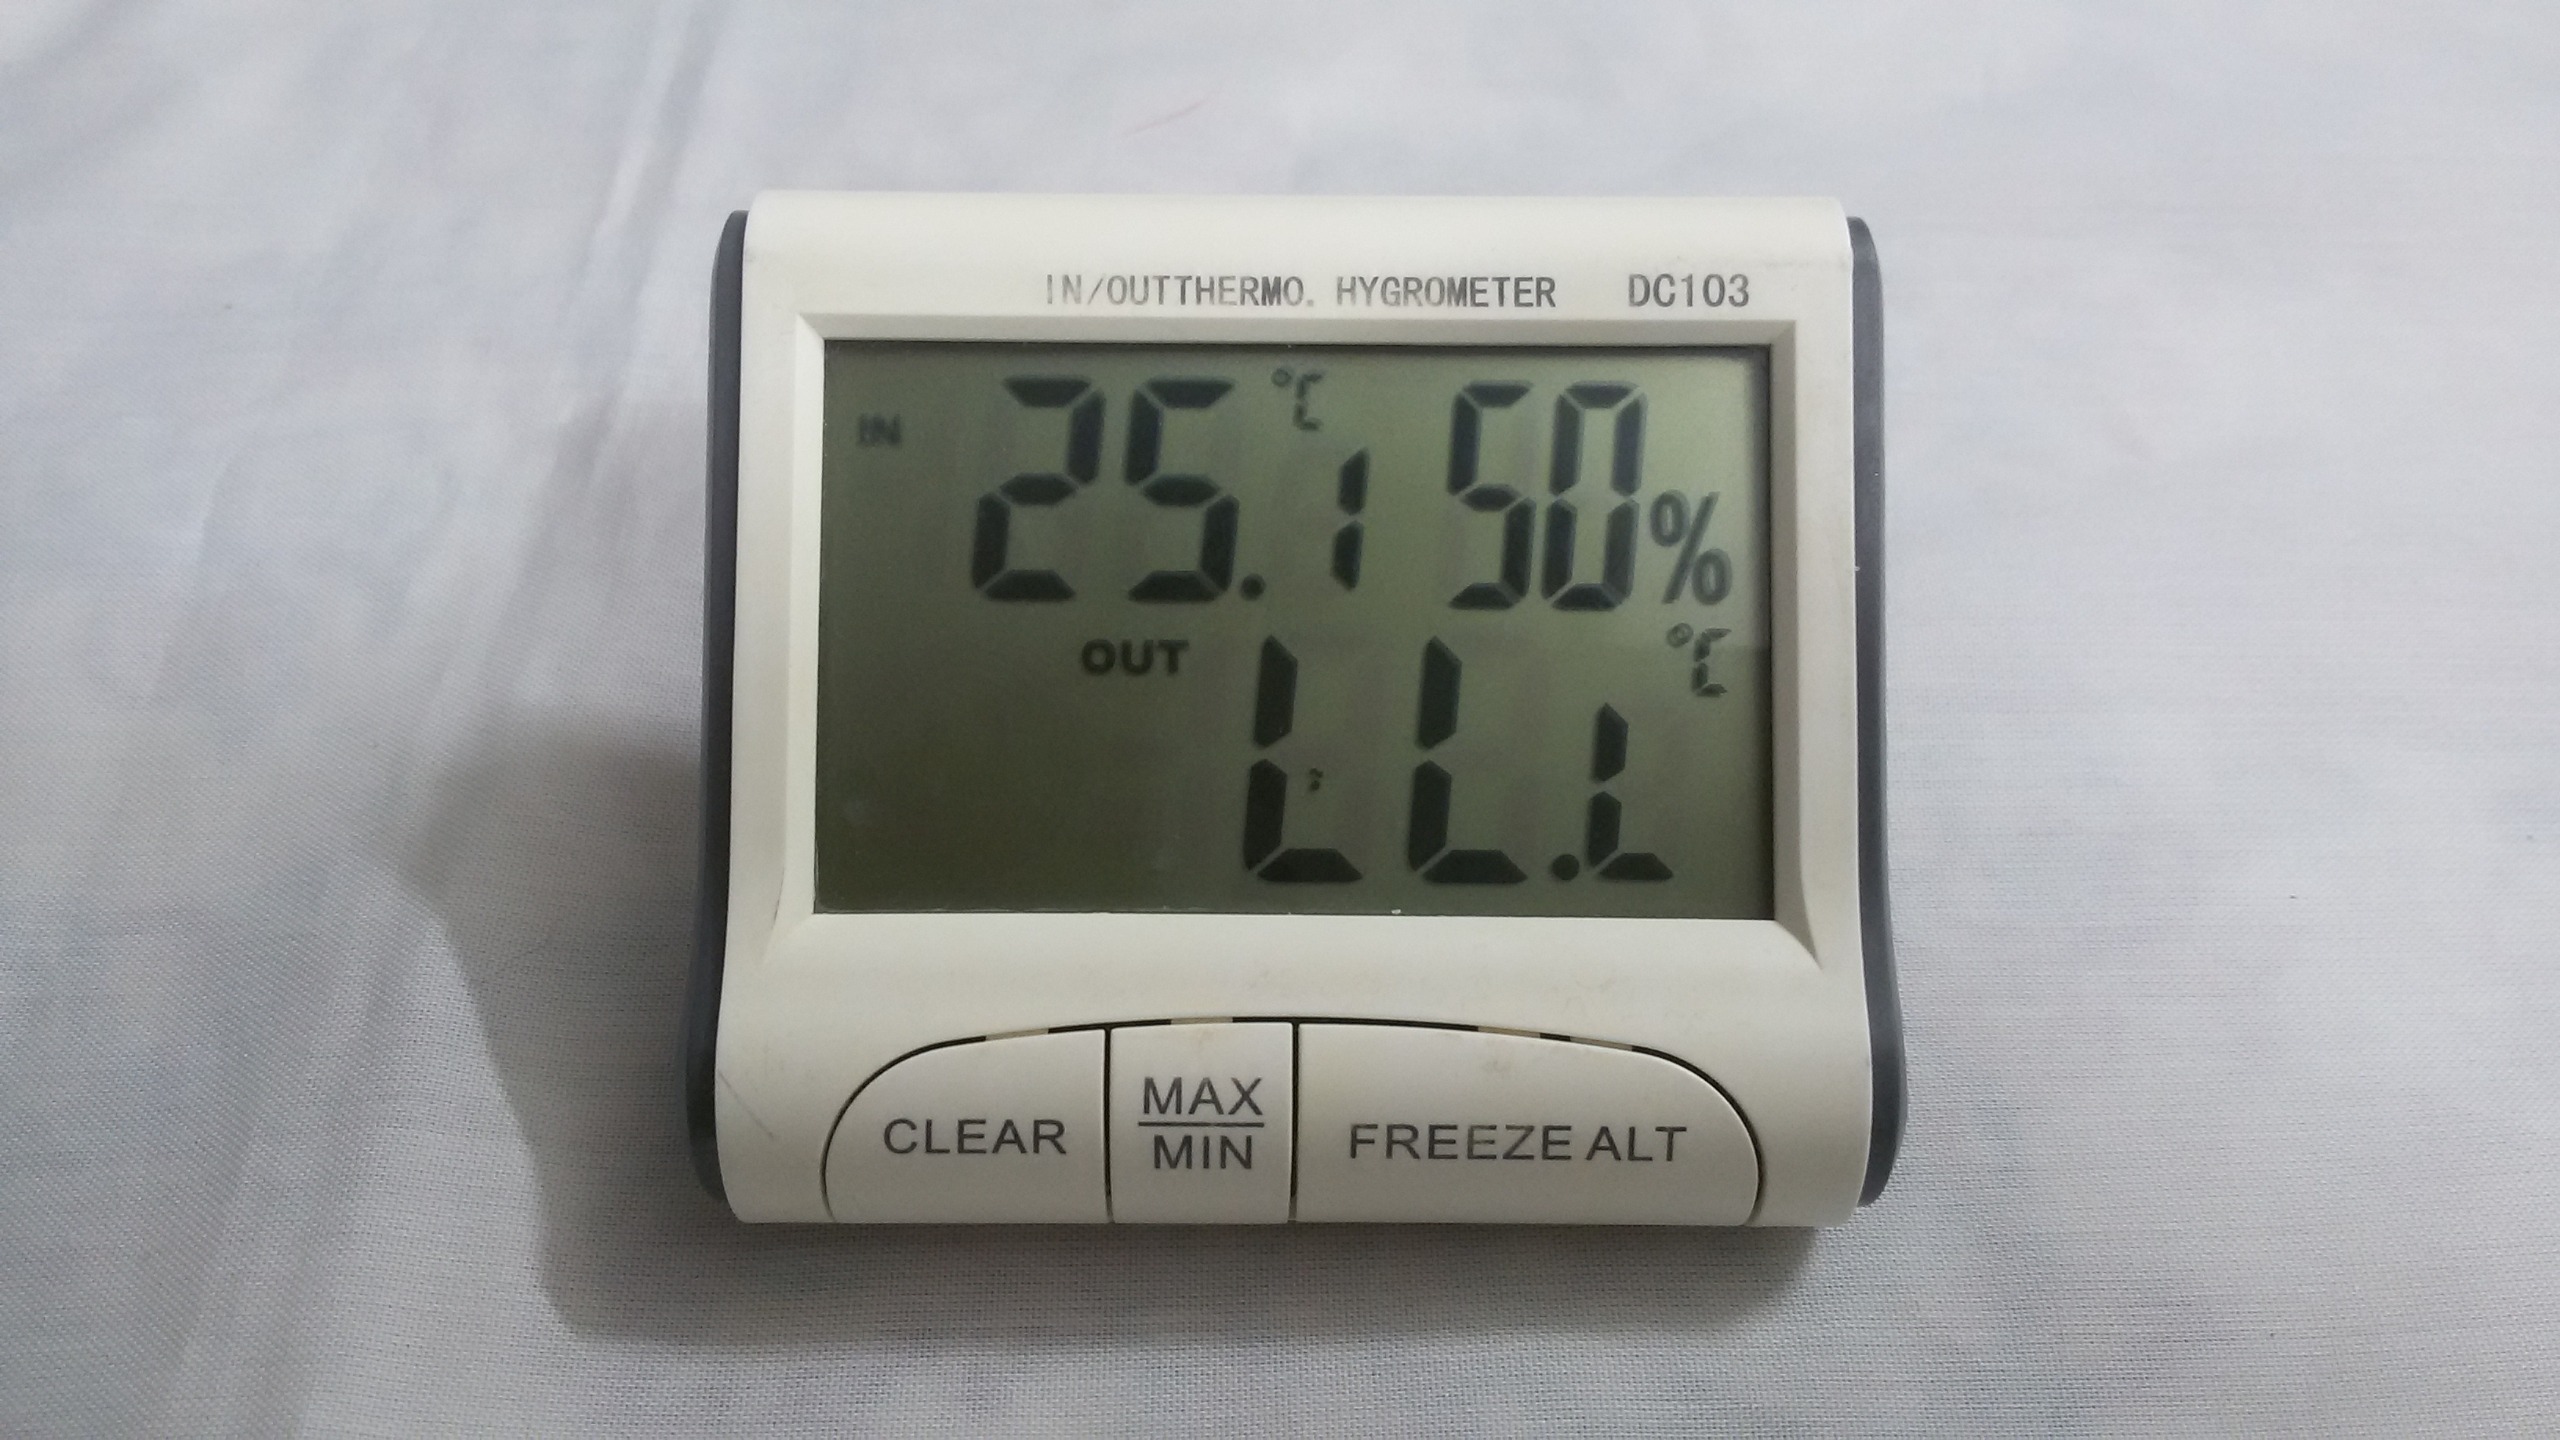 IN/OUTTHERMO. HYGROMETER DC103
IN 25.1 °C 50%
OUT LL.L °C
CLEAR MAX/MIN FREEZE ALT